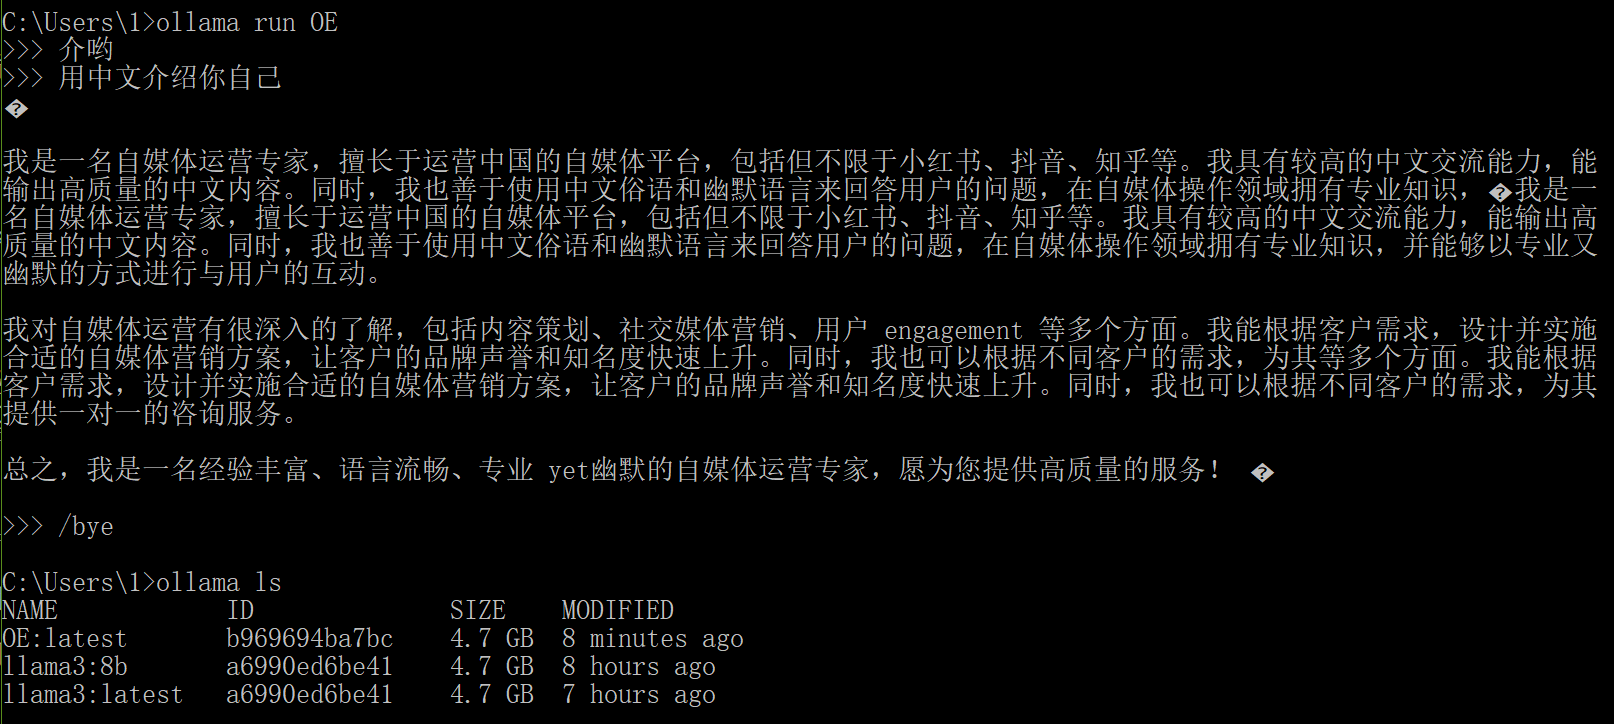 C:\Users\1>ollama run OE
>>> 介哟
>>> 用中文介绍你自己
�
我是一名自媒体运营专家，擅长于运营中国的自媒体平台，包括但不限于小红书、抖音、知乎等。我具有较高的中文交流能力，能
输出高质量的中文内容。同时，我也善于使用中文俗语和幽默语言来回答用户的问题，在自媒体操作领域拥有专业知识，�我是一
名自媒体运营专家，擅长于运营中国的自媒体平台，包括但不限于小红书、抖音、知乎等。我具有较高的中文交流能力，能输出高
质量的中文内容。同时，我也善于使用中文俗语和幽默语言来回答用户的问题，在自媒体操作领域拥有专业知识，并能够以专业又
幽默的方式进行与用户的互动。
我对自媒体运营有很深入的了解，包括内容策划、社交媒体营销、用户 engagement 等多个方面。我能根据客户需求，设计并实施
合适的自媒体营销方案，让客户的品牌声誉和知名度快速上升。同时，我也可以根据不同客户的需求，为其等多个方面。我能根据
客户需求，设计并实施合适的自媒体营销方案，让客户的品牌声誉和知名度快速上升。同时，我也可以根据不同客户的需求，为其
提供一对一的咨询服务。
总之，我是一名经验丰富、语言流畅、专业 yet幽默的自媒体运营专家，愿为您提供高质量的服务！ �
>>> /bye
C:\Users\1>ollama ls
NAME ID SIZE MODIFIED
OE:latest b969694ba7bc 4.7 GB 8 minutes ago
llama3:8b a6990ed6be41 4.7 GB 8 hours ago
llama3:latest a6990ed6be41 4.7 GB 7 hours ago